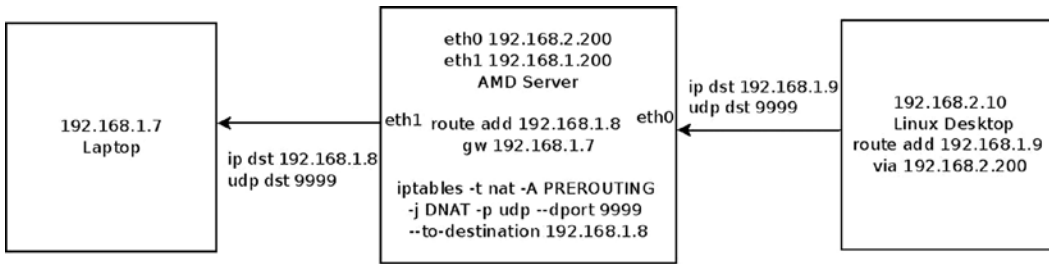 192.168.1.7
Laptop
ip dst 192.168.1.8
udp dst 9999
eth0 192.168.2.200
eth1 192.168.1.200
AMD Server
eth1
route add 192.168.1.8
gw 192.168.1.7
eth0
iptables -t nat -A PREROUTING
-j DNAT -p udp --dport 9999
--to-destination 192.168.1.8
ip dst 192.168.1.9
udp dst 9999
192.168.2.10
Linux Desktop
route add 192.168.1.9
via 192.168.2.200